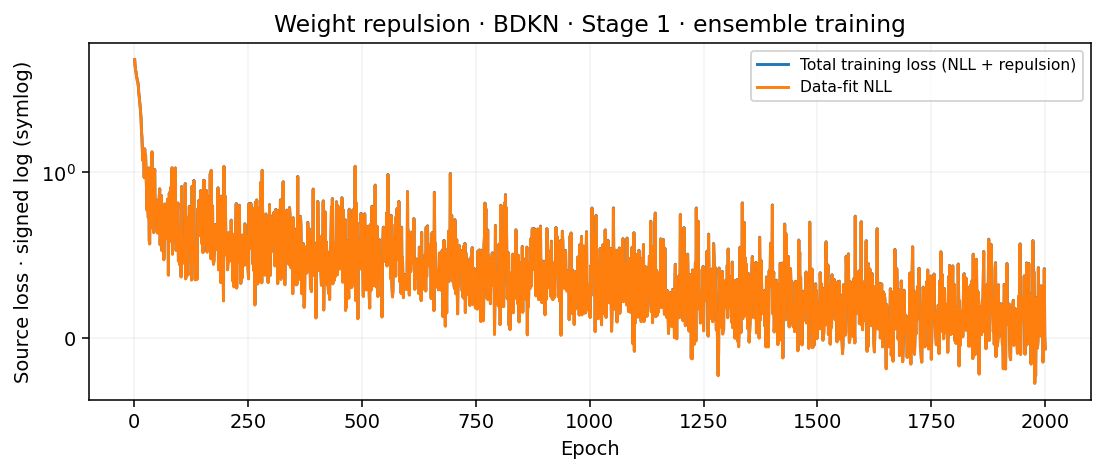 Weight repulsion · BDKN · Stage 1 · ensemble training
Total training loss (NLL + repulsion)
Data-fit NLL
Source loss · signed log (symlog)
10⁰
0
0 250 500 750 1000 1250 1500 1750 2000
Epoch